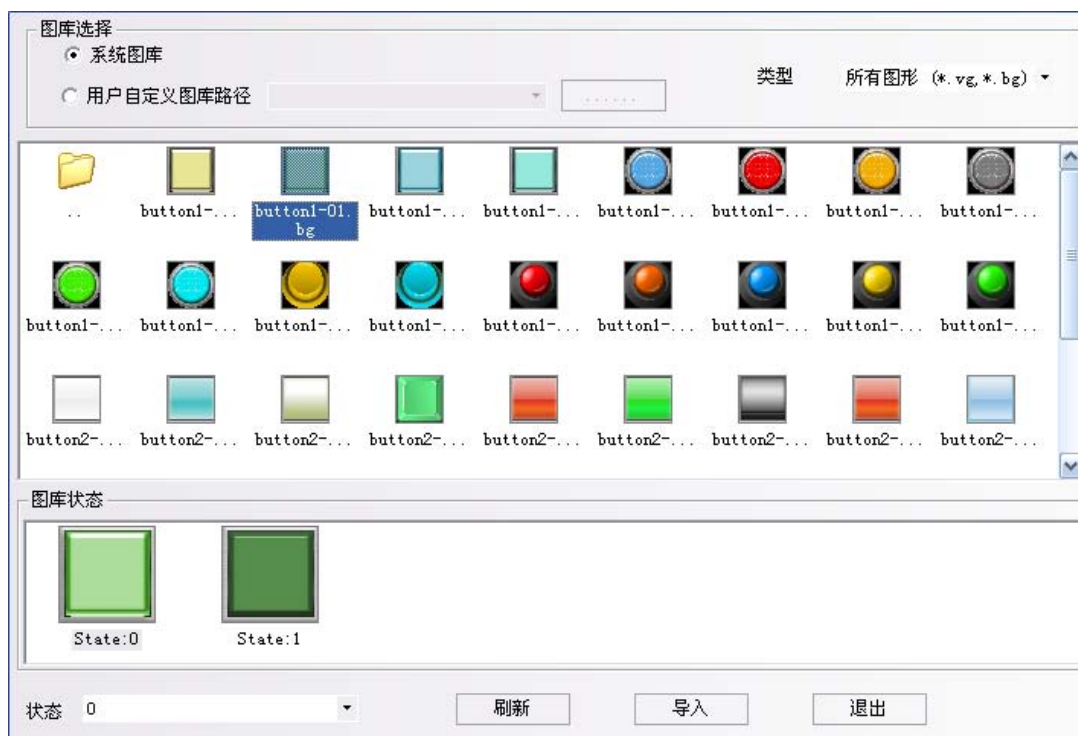 图库选择
系统图库
用户自定义图库路径 ...... 类型 所有图形 (*.vg,*.bg)
.. button1-... button1-01.bg button1-... button1-... button1-... button1-... button1-... button1-...
button1-... button1-... button1-... button1-... button1-... button1-... button1-... button1-... button1-...
button2-... button2-... button2-... button2-... button2-... button2-... button2-... button2-... button2-...
图库状态
State:0 State:1
状态 0 刷新 导入 退出